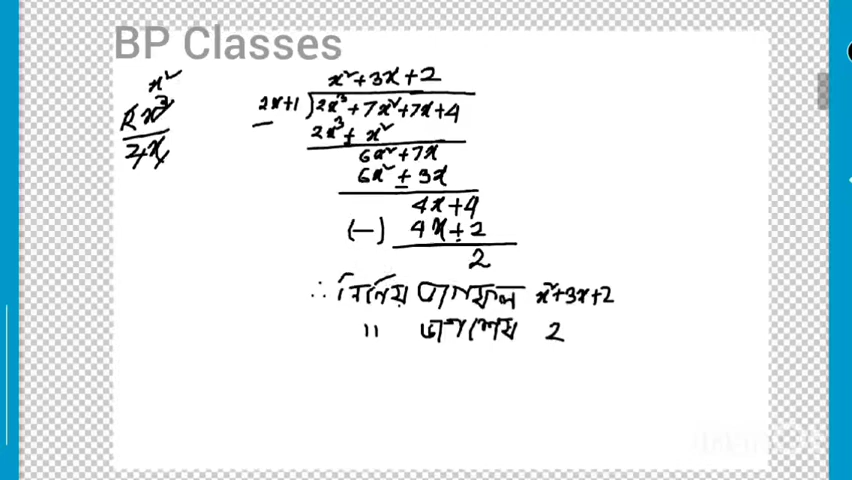 BP Classes
x²
2x³
2x
x²+3x+2
2x+1)2x³+7x²+7x+4
2x³+x²
6x²+7x
6x²+3x
4x+4
(-) 4x+2
2
∴ নির্ণেয় ভাগফল x²+3x+2
" ভাগশেষ 2